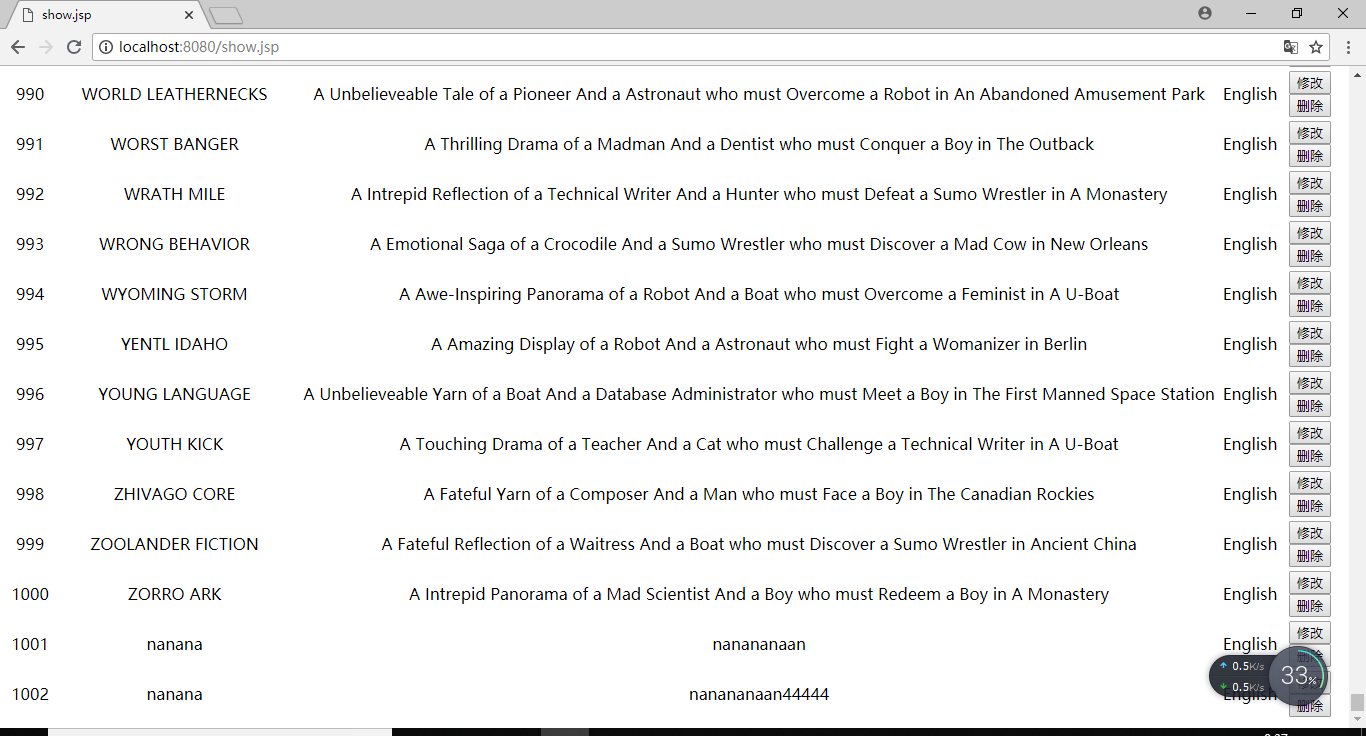 show.jsp
localhost:8080/show.jsp
990 WORLD LEATHERNECKS A Unbelieveable Tale of a Pioneer And a Astronaut who must Overcome a Robot in An Abandoned Amusement Park English 修改
删除
991 WORST BANGER A Thrilling Drama of a Madman And a Dentist who must Conquer a Boy in The Outback English 修改
删除
992 WRATH MILE A Intrepid Reflection of a Technical Writer And a Hunter who must Defeat a Sumo Wrestler in A Monastery English 修改
删除
993 WRONG BEHAVIOR A Emotional Saga of a Crocodile And a Sumo Wrestler who must Discover a Mad Cow in New Orleans English 修改
删除
994 WYOMING STORM A Awe-Inspiring Panorama of a Robot And a Boat who must Overcome a Feminist in A U-Boat English 修改
删除
995 YENTL IDAHO A Amazing Display of a Robot And a Astronaut who must Fight a Womanizer in Berlin English 修改
删除
996 YOUNG LANGUAGE A Unbelieveable Yarn of a Boat And a Database Administrator who must Meet a Boy in The First Manned Space Station English 修改
删除
997 YOUTH KICK A Touching Drama of a Teacher And a Cat who must Challenge a Technical Writer in A U-Boat English 修改
删除
998 ZHIVAGO CORE A Fateful Yarn of a Composer And a Man who must Face a Boy in The Canadian Rockies English 修改
删除
999 ZOOLANDER FICTION A Fateful Reflection of a Waitress And a Boat who must Discover a Sumo Wrestler in Ancient China English 修改
删除
1000 ZORRO ARK A Intrepid Panorama of a Mad Scientist And a Boy who must Redeem a Boy in A Monastery English 修改
删除
1001 nanana nanananaan English 修改
删除
0.5K/s
33%
0.5K/s
1002 nanana nanananaan44444 English
删除